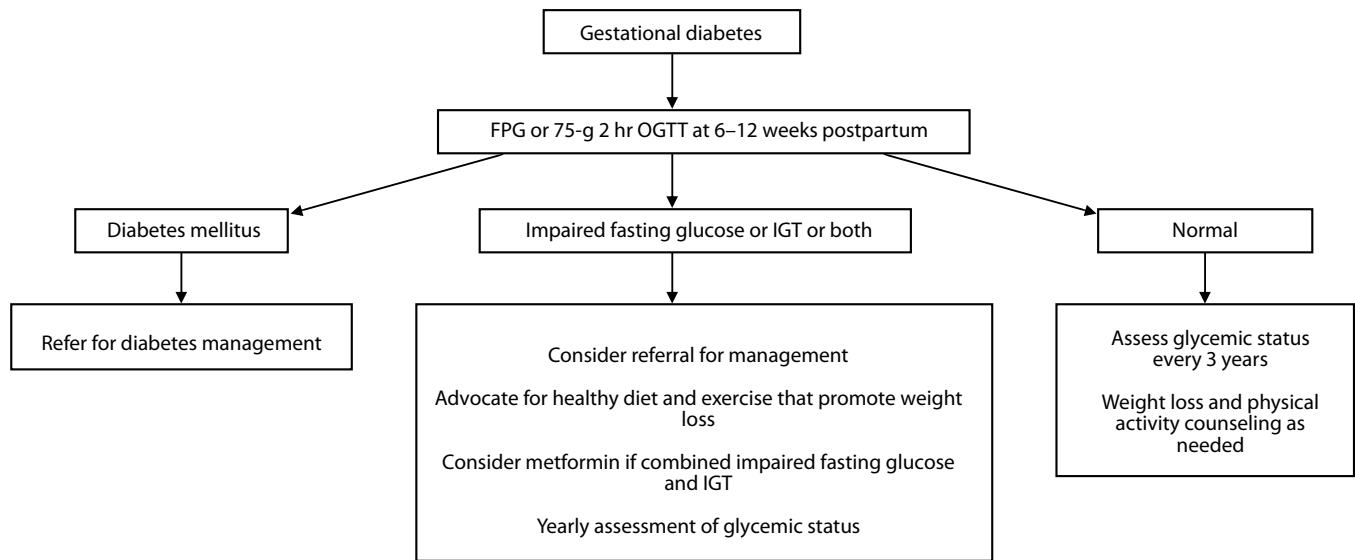 Gestational diabetes
FPG or 75-g 2 hr OGTT at 6–12 weeks postpartum
Diabetes mellitus
Impaired fasting glucose or IGT or both
Normal
Refer for diabetes management
Consider referral for management
Advocate for healthy diet and exercise that promote weight
loss
Consider metformin if combined impaired fasting glucose
and IGT
Yearly assessment of glycemic status
Assess glycemic status
every 3 years
Weight loss and physical
activity counseling as
needed